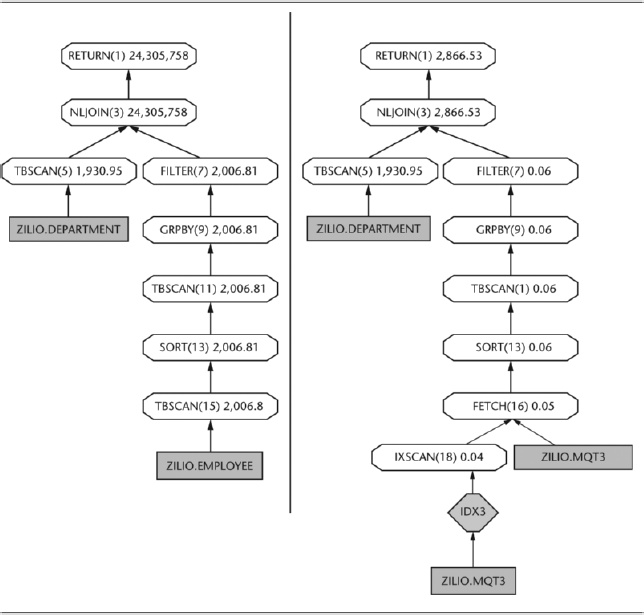 RETURN(1) 24,305,758
NLJOIN(3) 24,305,758
TBSCAN(5) 1,930.95
FILTER(7) 2,006.81
ZILIO.DEPARTMENT
GRPBY(9) 2,006.81
TBSCAN(11) 2,006.81
SORT(13) 2,006.81
TBSCAN(15) 2,006.8
ZILIO.EMPLOYEE
RETURN(1) 2,866.53
NLJOIN(3) 2,866.53
TBSCAN(5) 1,930.95
FILTER(7) 0.06
ZILIO.DEPARTMENT
GRPBY(9) 0.06
TBSCAN(1) 0.06
SORT(13) 0.06
FETCH(16) 0.05
IXSCAN(18) 0.04
ZILIO.MQT3
IDX3
ZILIO.MQT3